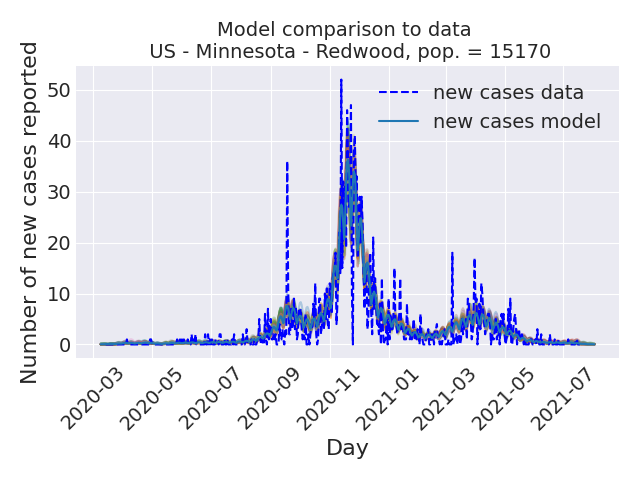 Model comparison to data
US - Minnesota - Redwood, pop. = 15170
new cases data
new cases model
Number of new cases reported
50
40
30
20
10
0
2020-03
2020-05
2020-07
2020-09
2020-11
2021-01
2021-03
2021-05
2021-07
Day